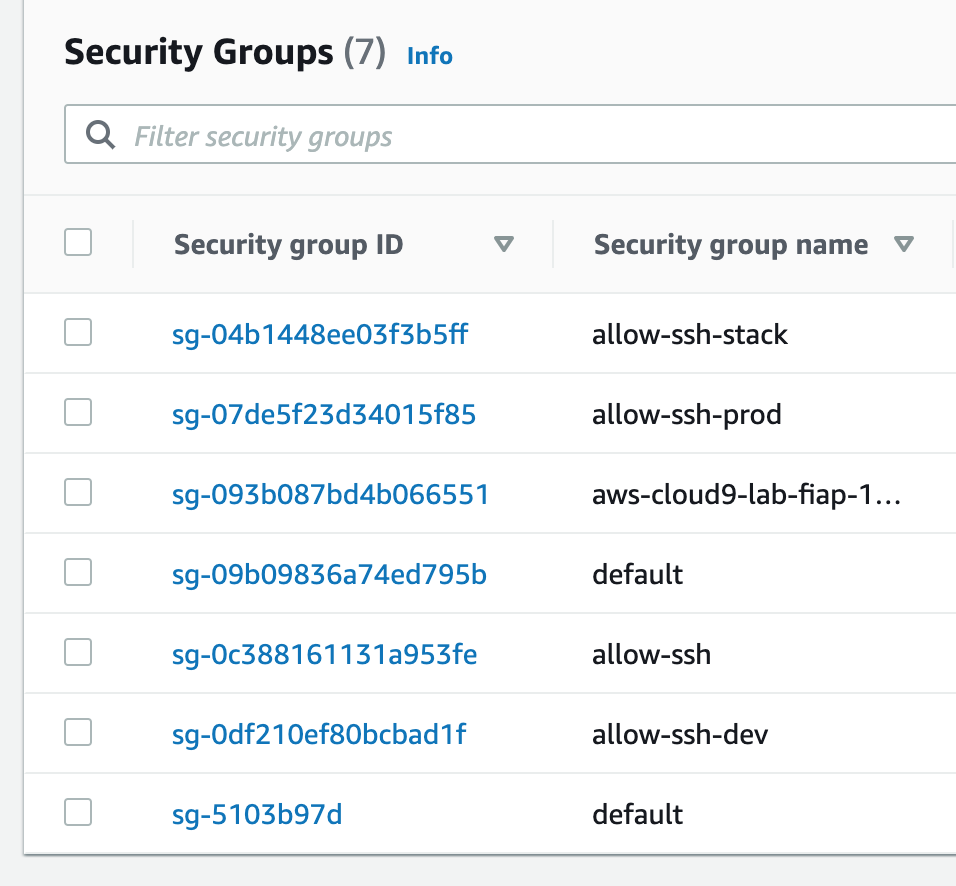 Security Groups (7) Info
Filter security groups
Security group ID Security group name
sg-04b1448ee03f3b5ff allow-ssh-stack
sg-07de5f23d34015f85 allow-ssh-prod
sg-093b087bd4b066551 aws-cloud9-lab-fiap-1...
sg-09b09836a74ed795b default
sg-0c388161131a953fe allow-ssh
sg-0df210ef80bcbad1f allow-ssh-dev
sg-5103b97d default